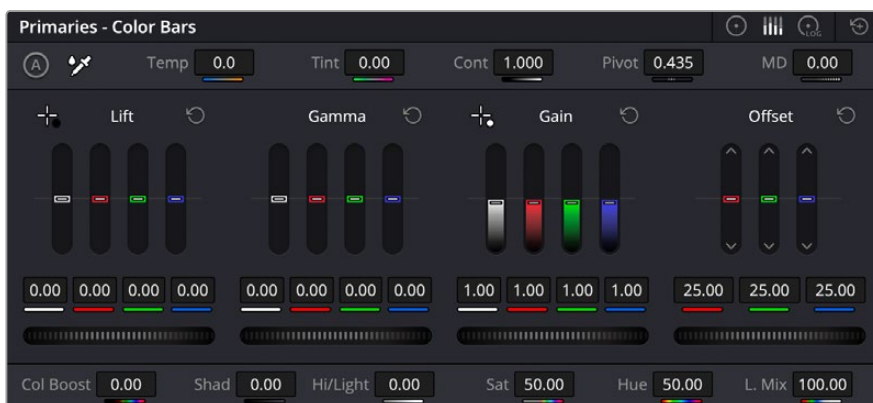 Primaries - Color Bars
LOG
A Temp 0.0 Tint 0.00 Cont 1.000 Pivot 0.435 MD 0.00
Lift Gamma Gain Offset
0.00 0.00 0.00 0.00 0.00 0.00 0.00 0.00 1.00 1.00 1.00 1.00 25.00 25.00 25.00
Col Boost 0.00 Shad 0.00 Hi/Light 0.00 Sat 50.00 Hue 50.00 L. Mix 100.00